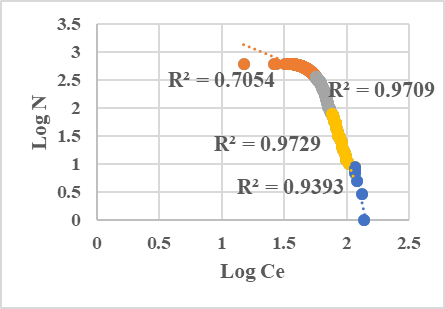 3.5
3
2.5
2
1.5
1
0.5
0
Log N
R² = 0.7054
R² = 0.9709
R² = 0.9729
R² = 0.9393
0 0.5 1 1.5 2 2.5
Log Ce